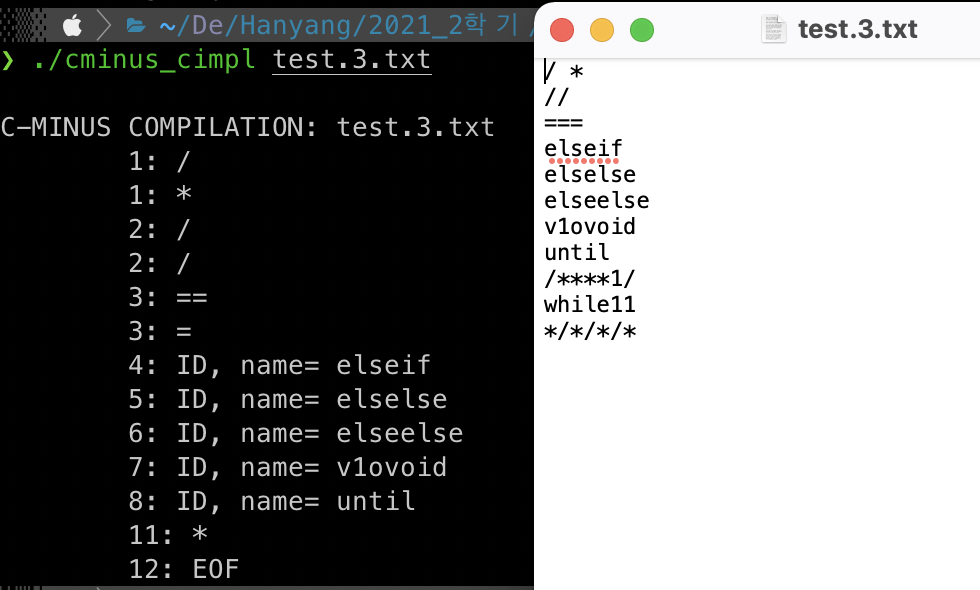 ~/De/Hanyang/2021_2학기/
❯ ./cminus_cimpl test.3.txt
C-MINUS COMPILATION: test.3.txt
1: /
1: *
2: /
2: /
3: ==
3: =
4: ID, name= elseif
5: ID, name= elselse
6: ID, name= elseelse
7: ID, name= v1ovoid
8: ID, name= until
11: *
12: EOF
test.3.txt
/ *
//
===
elseif
elselse
elseelse
v1ovoid
until
/****1/
while11
*/*/*/*